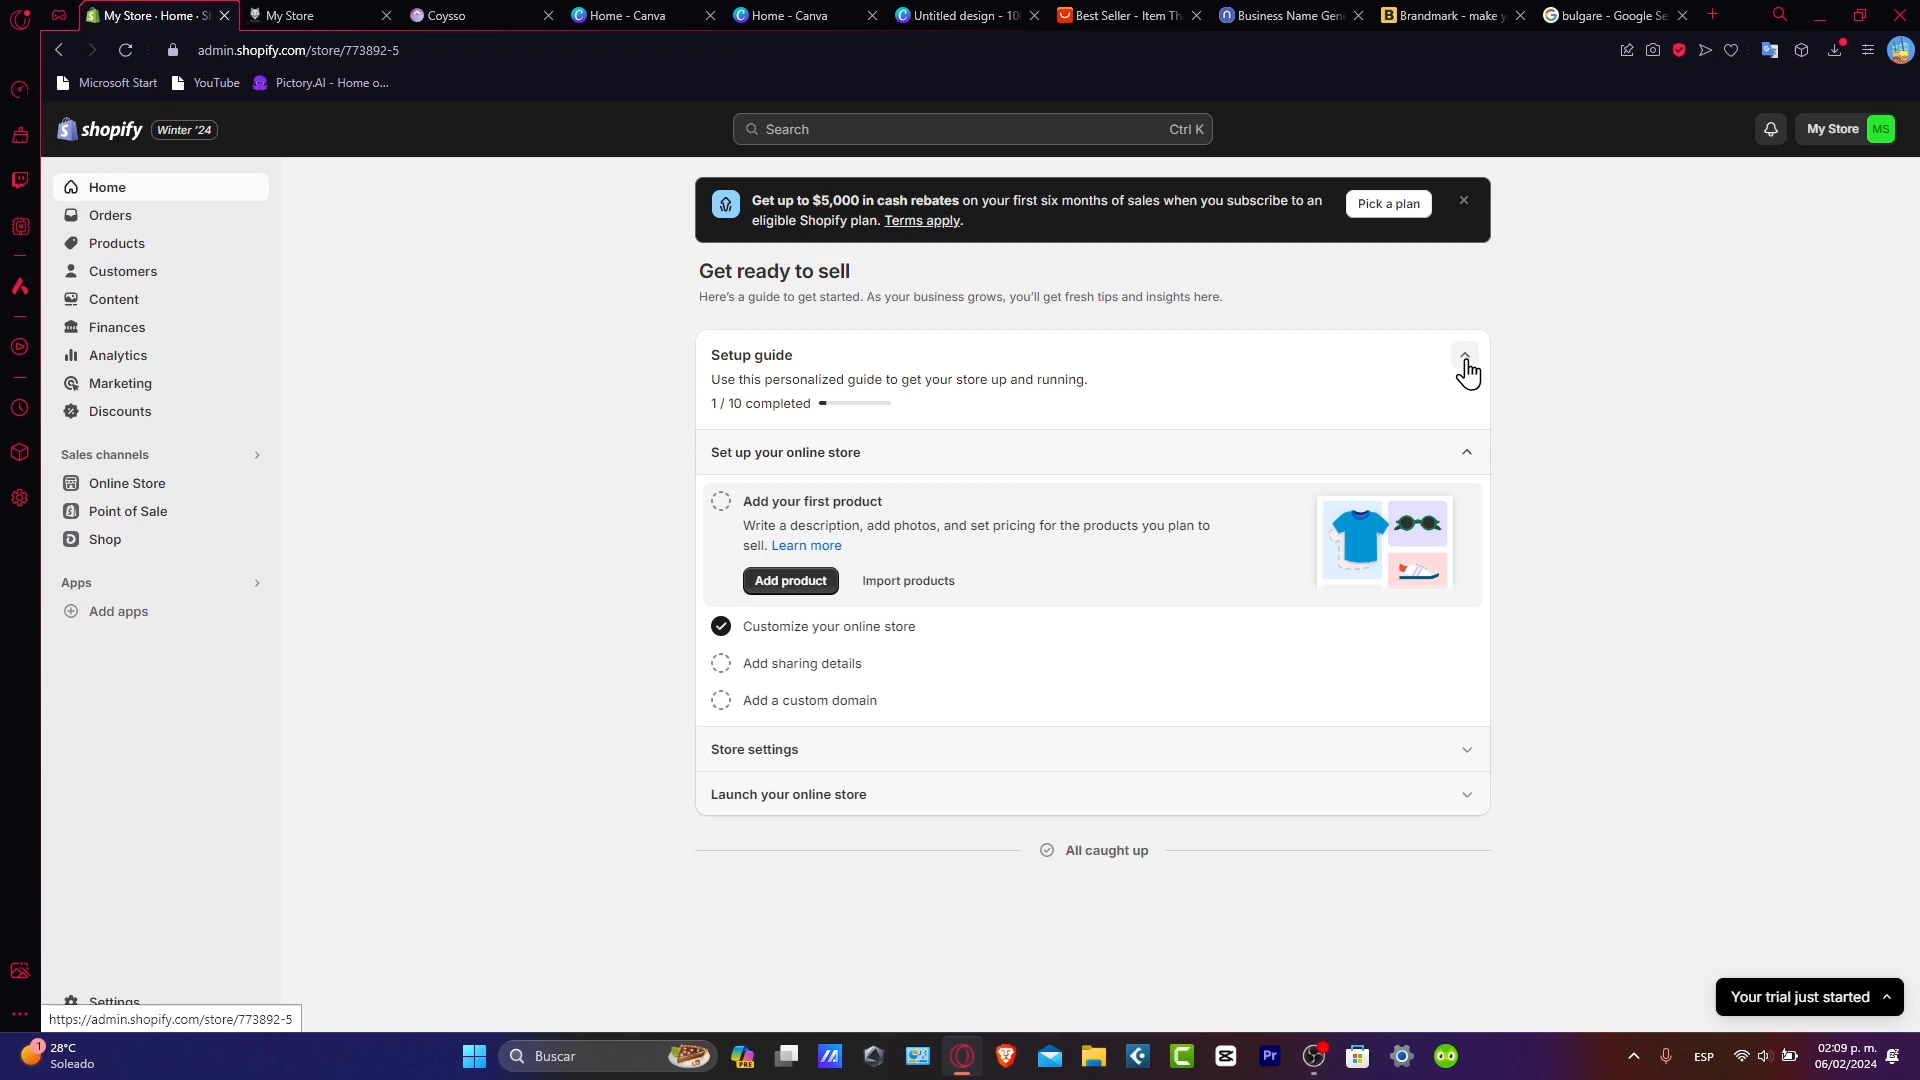 My Store · Home · S
My Store
Coysso
Home - Canva
Home - Canva
Untitled design - 10
Best Seller - Item Th
Business Name Gen
Brandmark - make y
bulgare - Google Se
admin.shopify.com/store/773892-5
Microsoft Start
YouTube
Pictory.AI - Home o...
shopify
Winter '24
Search
Ctrl K
My Store
MS
Home
Orders
Products
Customers
Content
Finances
Analytics
Marketing
Discounts
Sales channels
Online Store
Point of Sale
Shop
Apps
Add apps
Settings
https://admin.shopify.com/store/773892-5
Get up to $5,000 in cash rebates on your first six months of sales when you subscribe to an
eligible Shopify plan. Terms apply.
Pick a plan
Get ready to sell
Here's a guide to get started. As your business grows, you'll get fresh tips and insights here.
Setup guide
Use this personalized guide to get your store up and running.
1 / 10 completed
Set up your online store
Add your first product
Write a description, add photos, and set pricing for the products you plan to
sell. Learn more
Add product
Import products
Customize your online store
Add sharing details
Add a custom domain
Store settings
Launch your online store
All caught up
Your trial just started
1
28°C
Soleado
Buscar
PRE
Pr
ESP
02:09 p. m.
06/02/2024